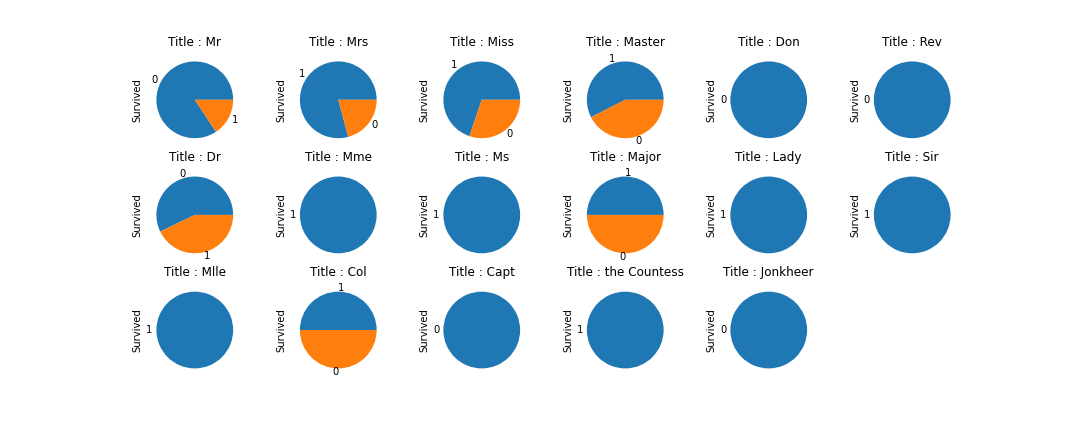 Title : Mr
Survived
0
1
Title : Mrs
Survived
1
0
Title : Miss
Survived
1
0
Title : Master
Survived
1
0
Title : Don
Survived
0
Title : Rev
Survived
0
Title : Dr
Survived
0
1
Title : Mme
Survived
1
Title : Ms
Survived
1
Title : Major
Survived
1
0
Title : Lady
Survived
1
Title : Sir
Survived
1
Title : Mlle
Survived
1
Title : Col
Survived
1
0
Title : Capt
Survived
0
Title : the Countess
Survived
1
Title : Jonkheer
Survived
0